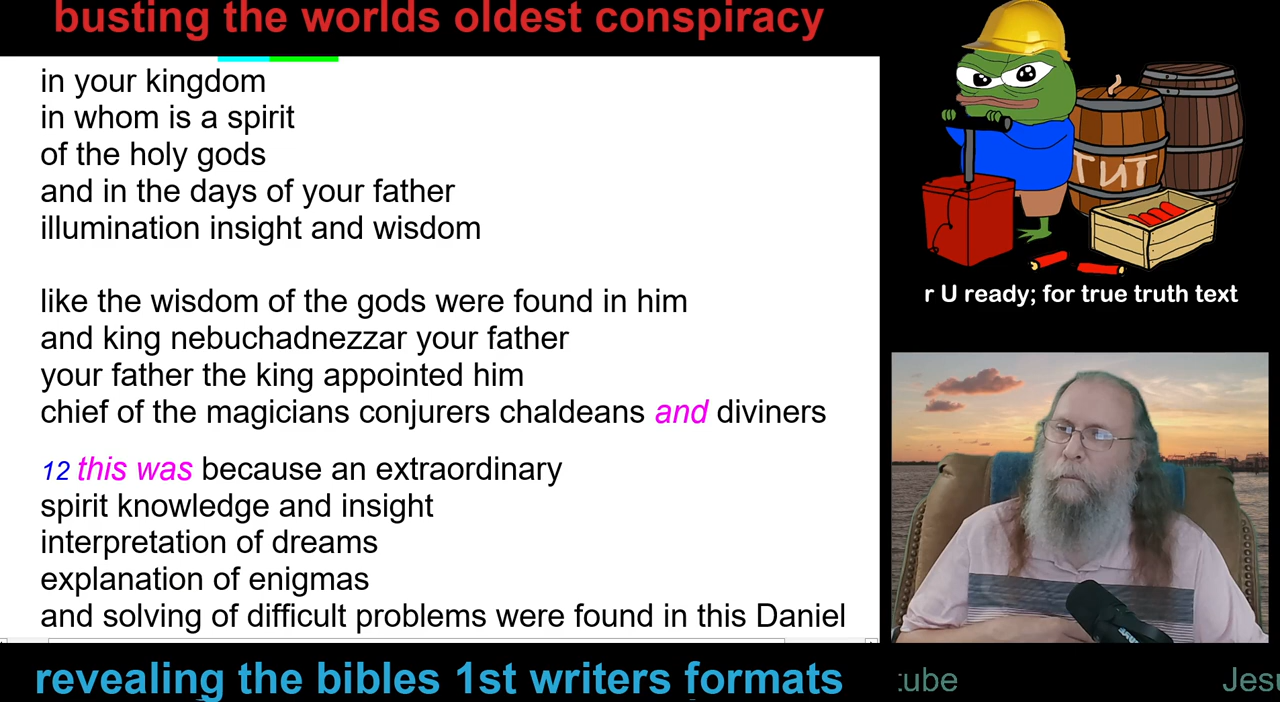 busting the worlds oldest conspiracy
in your kingdom
in whom is a spirit
of the holy gods
and in the days of your father
illumination insight and wisdom
like the wisdom of the gods were found in him
and king nebuchadnezzar your father
your father the king appointed him
chief of the magicians conjurers chaldeans and diviners
12 this was because an extraordinary
spirit knowledge and insight
interpretation of dreams
explanation of enigmas
and solving of difficult problems were found in this Daniel
revealing the bibles 1st writers formats
ТИТ
r U ready; for true truth text